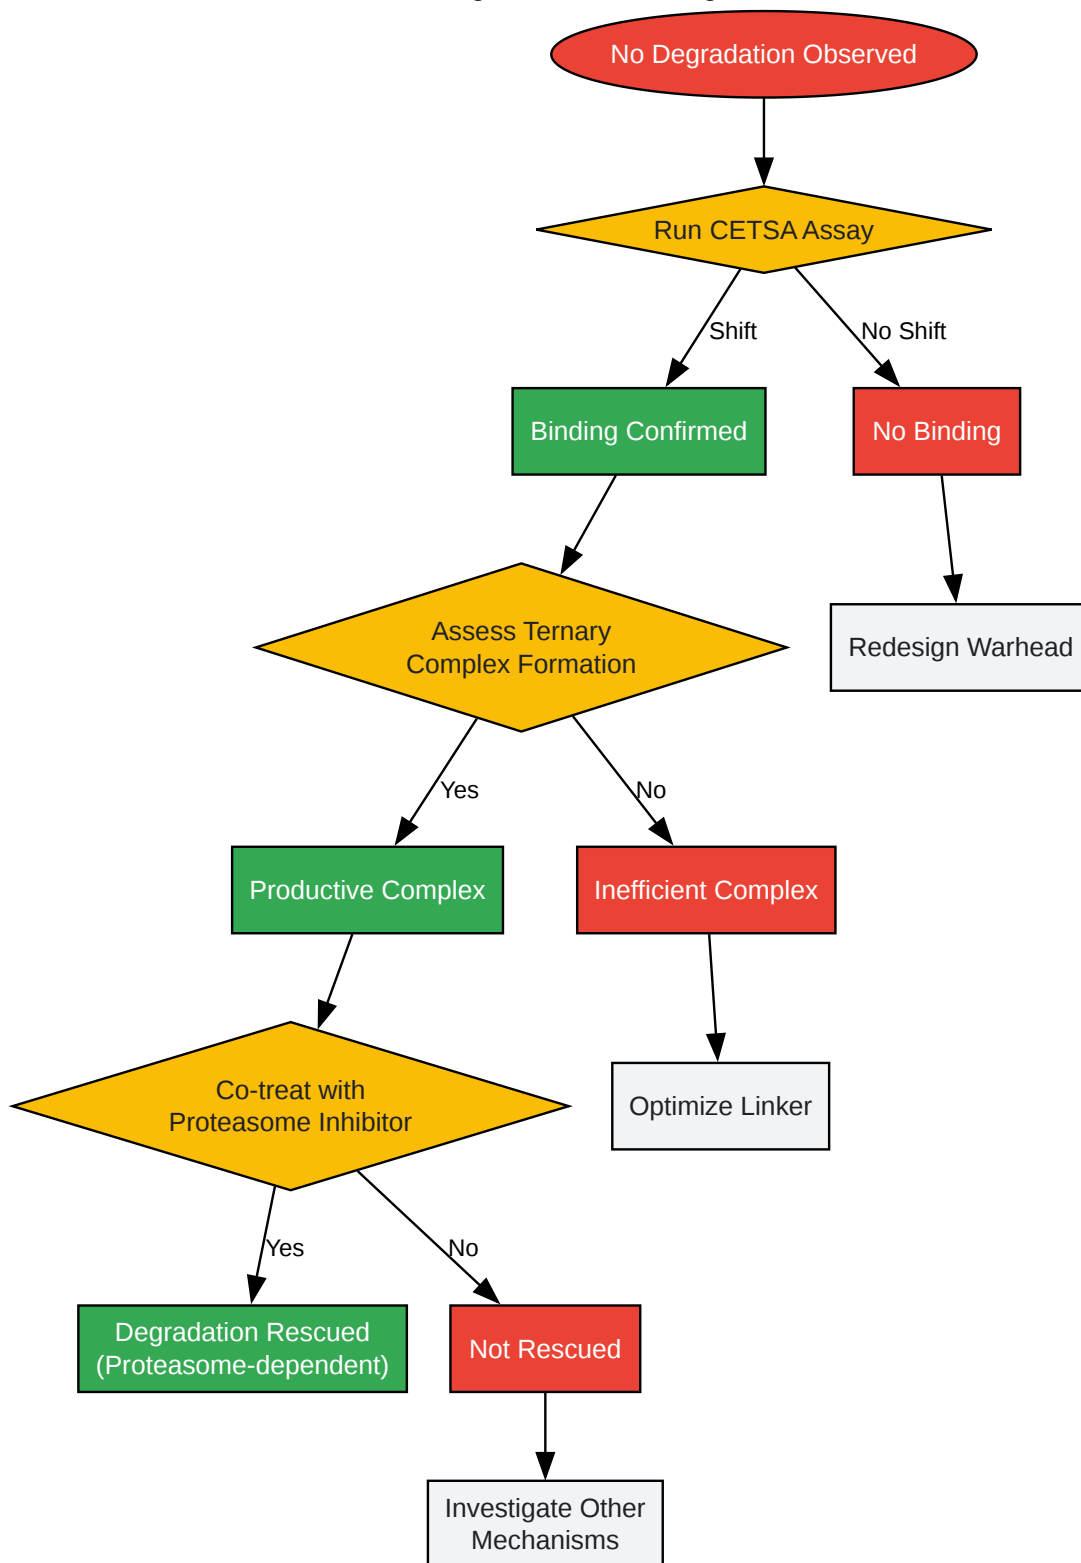 No Degradation Observed
Run CETSA Assay
Shift
No Shift
Binding Confirmed
No Binding
Assess Ternary
Complex Formation
Redesign Warhead
Yes
No
Productive Complex
Inefficient Complex
Co-treat with
Proteasome Inhibitor
Optimize Linker
Yes
No
Degradation Rescued
(Proteasome-dependent)
Not Rescued
Investigate Other
Mechanisms